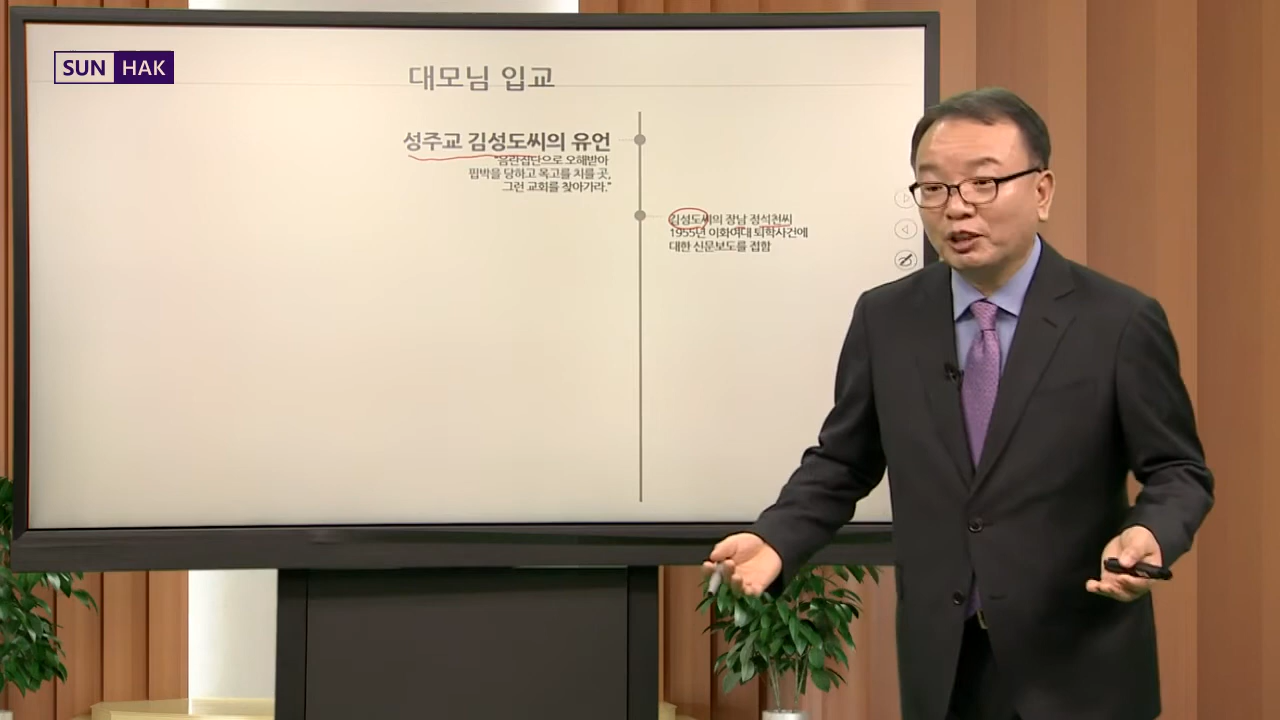 SUN HAK
대모님 입교
성주교 김성도씨의 유언
"음란집단으로 오해받아
핍박을 당하고 옥고를 치를 곳,
그런 교회를 찾아가라."
김성도씨의 장남 정석천씨
1955년 이화여대 퇴학사건에
대한 신문보도를 접함